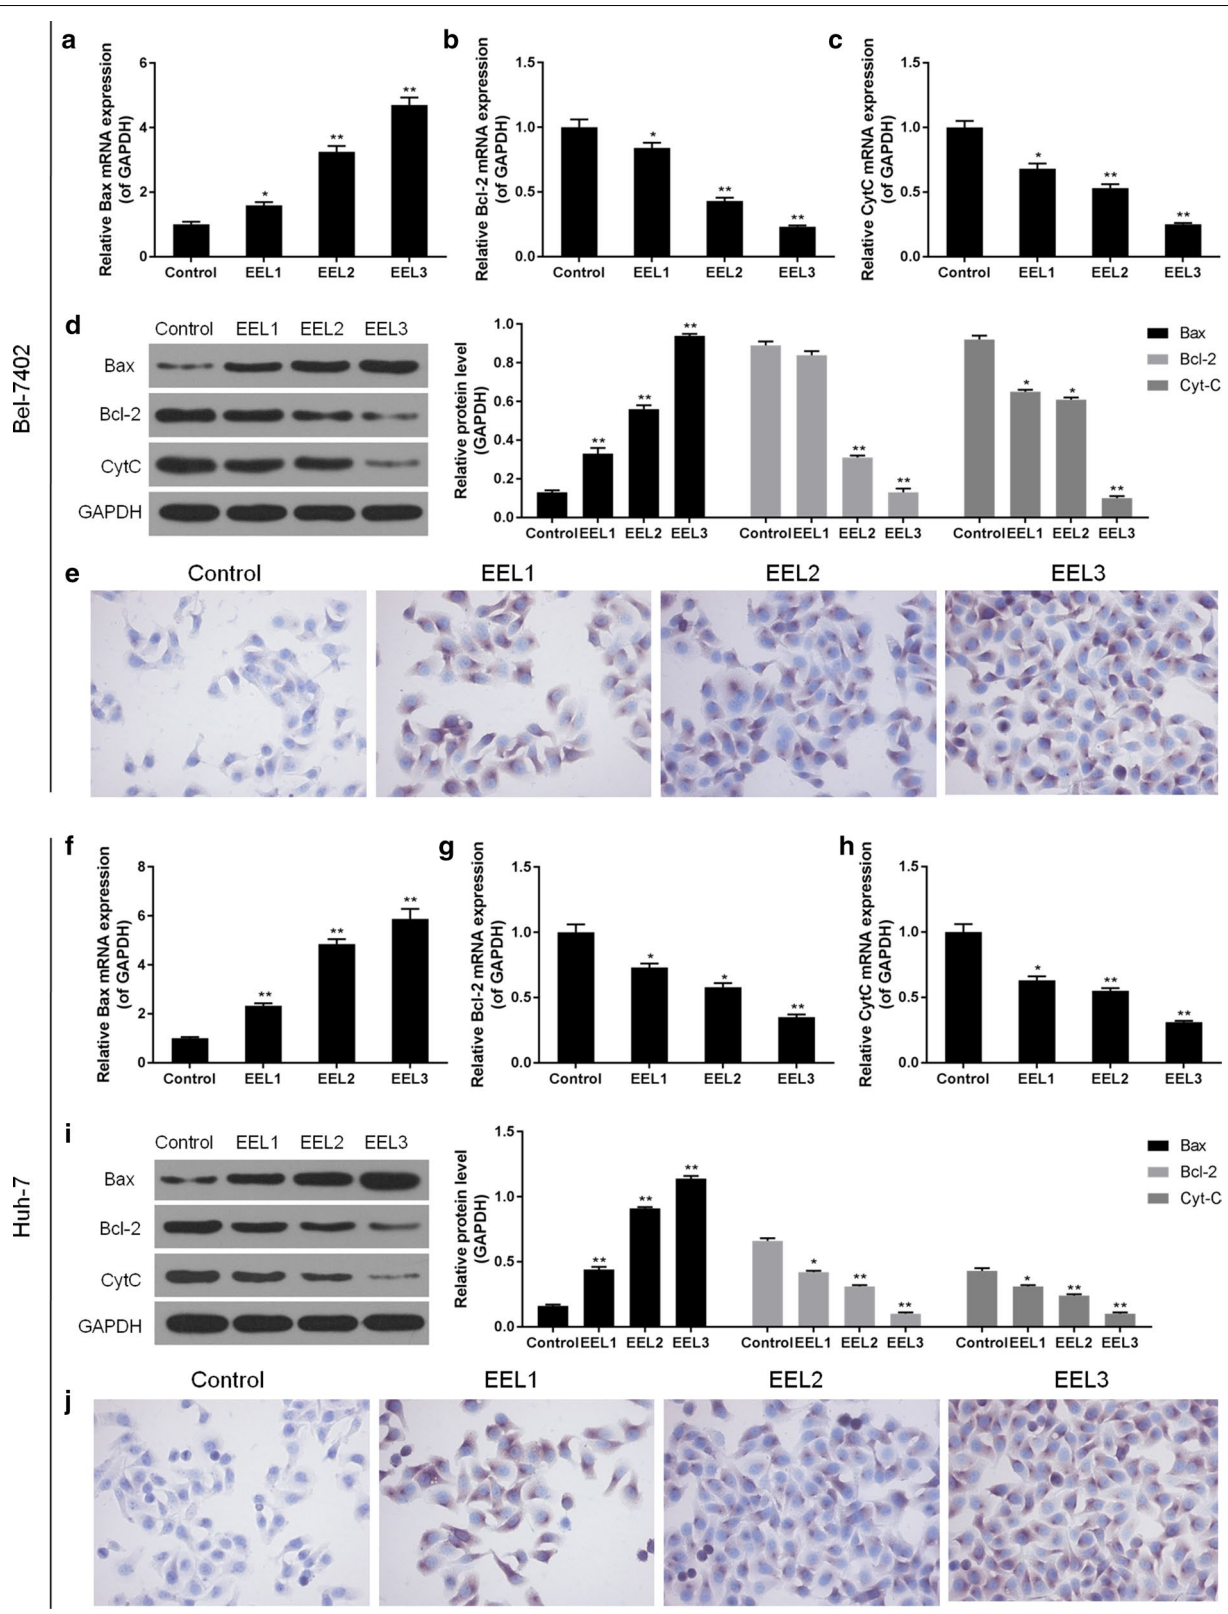 Bel-7402
a
Relative Bax mRNA expression
(of GAPDH)
6
4
2
0
*
**
**
Control EEL1 EEL2 EEL3
b
Relative Bcl-2 mRNA expression
(of GAPDH)
1.5
1.0
0.5
0.0
*
**
**
Control EEL1 EEL2 EEL3
c
Relative CytC mRNA expression
(of GAPDH)
1.5
1.0
0.5
0.0
*
**
**
Control EEL1 EEL2 EEL3
d
Control EEL1 EEL2 EEL3
Bax
Bcl-2
CytC
GAPDH
Relative protein level
(GAPDH)
1.0
0.8
0.6
0.4
0.2
0.0
** ** **
** **
* * **
Control EEL1 EEL2 EEL3 Control EEL1 EEL2 EEL3 Control EEL1 EEL2 EEL3
Bax
Bcl-2
Cyt-C
e
Control EEL1 EEL2 EEL3
Huh-7
f
Relative Bax mRNA expression
(of GAPDH)
8
6
4
2
0
**
**
**
Control EEL1 EEL2 EEL3
g
Relative Bcl-2 mRNA expression
(of GAPDH)
1.5
1.0
0.5
0.0
*
*
**
Control EEL1 EEL2 EEL3
h
Relative CytC mRNA expression
(of GAPDH)
1.5
1.0
0.5
0.0
*
**
**
Control EEL1 EEL2 EEL3
i
Control EEL1 EEL2 EEL3
Bax
Bcl-2
CytC
GAPDH
Relative protein level
(GAPDH)
1.5
1.0
0.5
0.0
** ** **
* ** **
* ** **
Control EEL1 EEL2 EEL3 Control EEL1 EEL2 EEL3 Control EEL1 EEL2 EEL3
Bax
Bcl-2
Cyt-C
j
Control EEL1 EEL2 EEL3